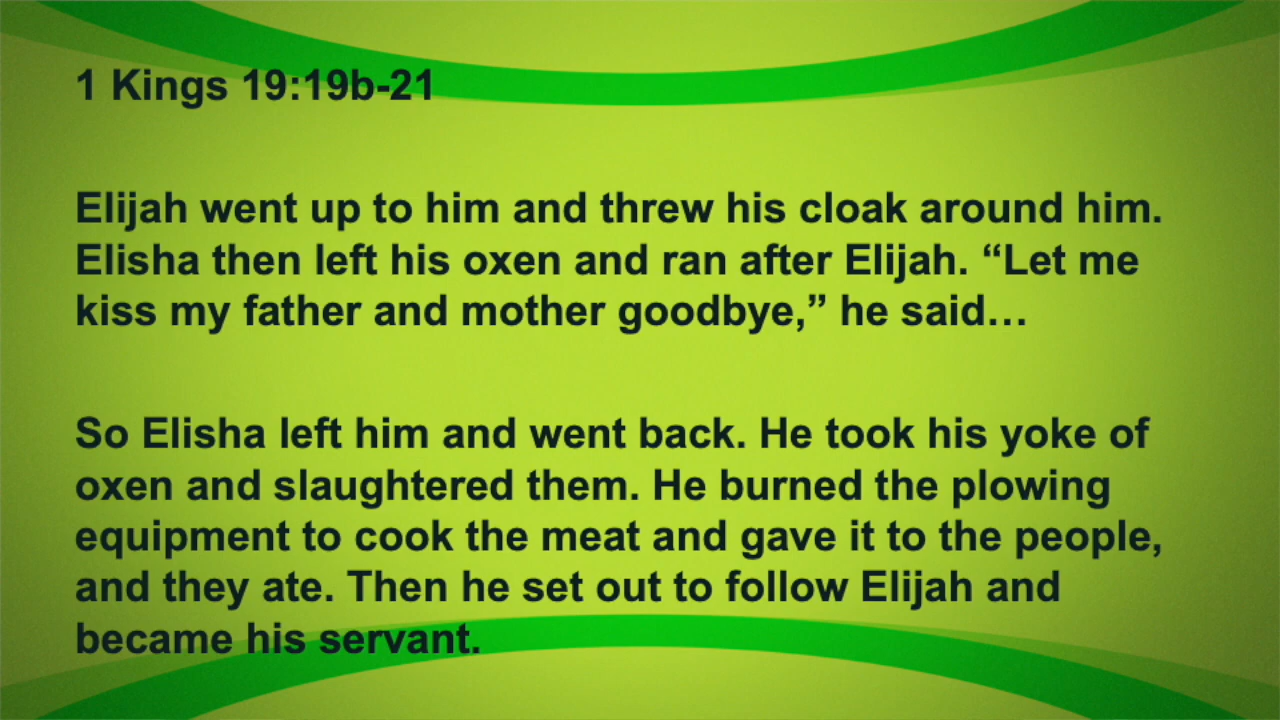 1 Kings 19:19b-21
Elijah went up to him and threw his cloak around him.
Elisha then left his oxen and ran after Elijah. “Let me
kiss my father and mother goodbye,” he said…
So Elisha left him and went back. He took his yoke of
oxen and slaughtered them. He burned the plowing
equipment to cook the meat and gave it to the people,
and they ate. Then he set out to follow Elijah and
became his servant.